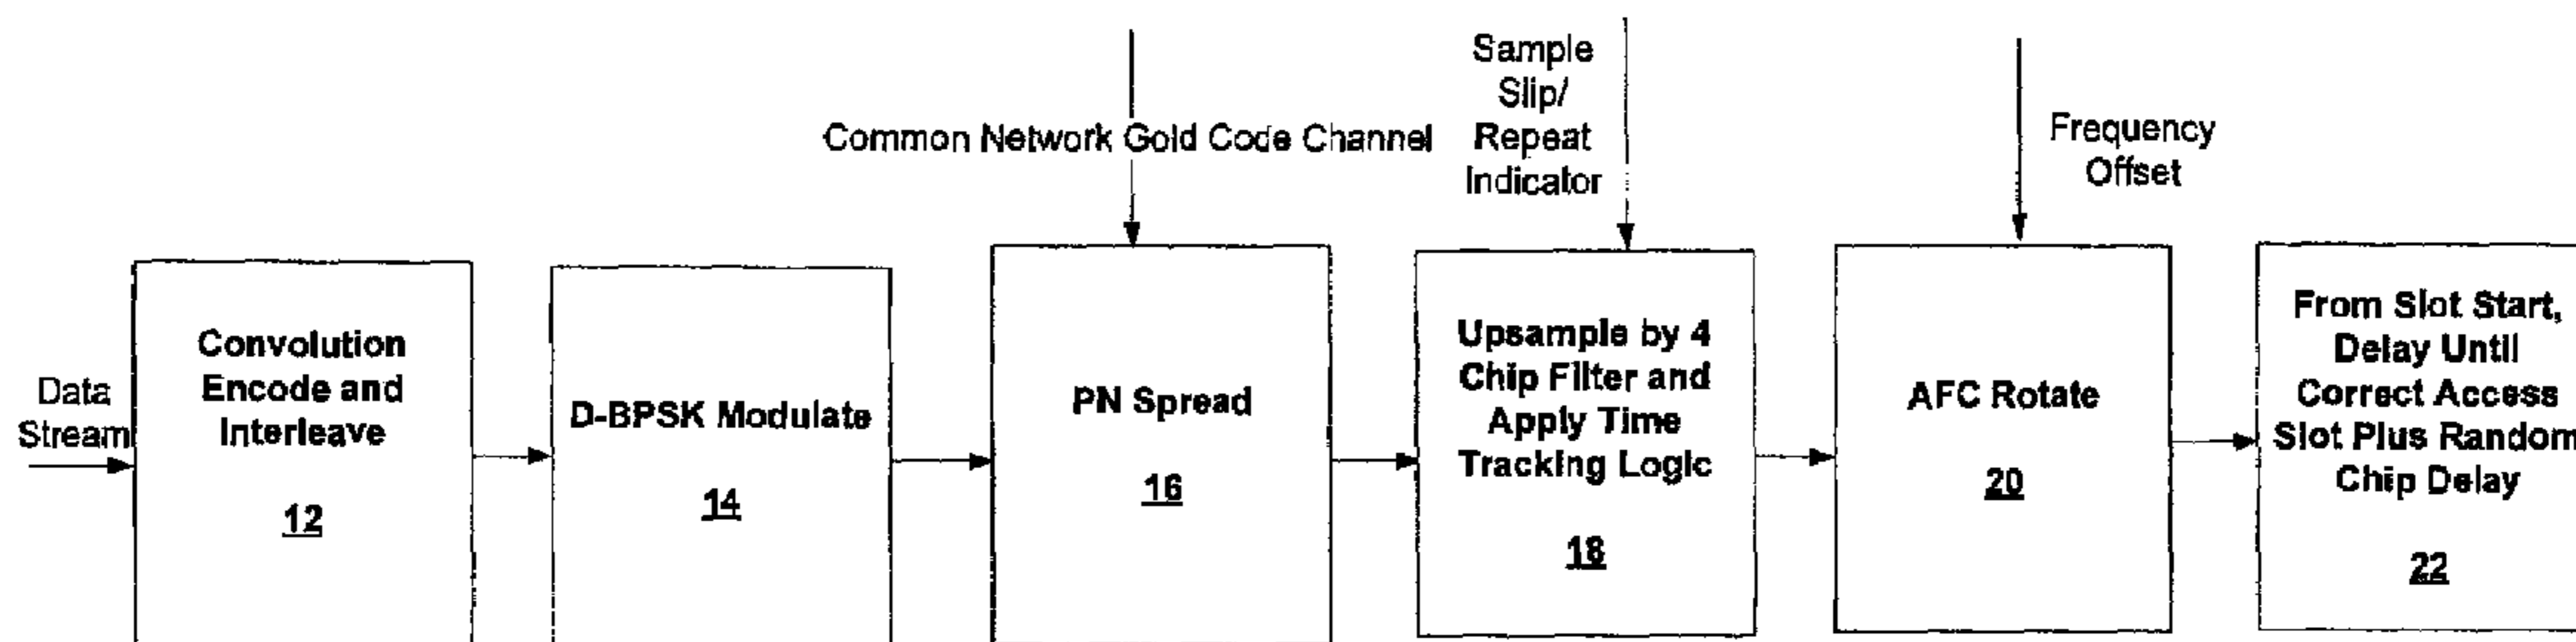 Sample
Slip/
Common Network Gold Code Channel
Repeat
Indicator
Frequency
Offset
Data
Stream
Convolution
Encode and
Interleave
12
D-BPSK Modulate
14
PN Spread
16
Upsample by 4
Chip Filter and
Apply Time
Tracking Logic
18
AFC Rotate
20
From Slot Start,
Delay Until
Correct Access
Slot Plus Random
Chip Delay
22